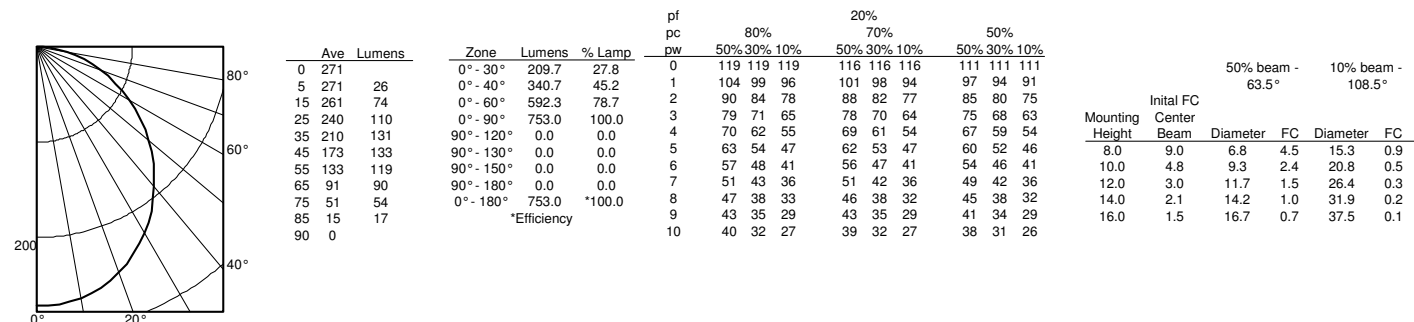 80°
60°
40°
200
0° 20°
Ave Lumens
0 271
5 271 26
15 261 74
25 240 110
35 210 131
45 173 133
55 133 119
65 91 90
75 51 54
85 15 17
90 0
Zone Lumens % Lamp
0° - 30° 209.7 27.8
0° - 40° 340.7 45.2
0° - 60° 592.3 78.7
0° - 90° 753.0 100.0
90° - 120° 0.0 0.0
90° - 130° 0.0 0.0
90° - 150° 0.0 0.0
90° - 180° 0.0 0.0
0° - 180° 753.0 *100.0
*Efficiency
pf 20%
pc 80% 70% 50%
pw 50% 30% 10% 50% 30% 10% 50% 30% 10%
0 119 119 119 116 116 116 111 111 111
1 104 99 96 101 98 94 97 94 91
2 90 84 78 88 82 77 85 80 75
3 79 71 65 78 70 64 75 68 63
4 70 62 55 69 61 54 67 59 54
5 63 54 47 62 53 47 60 52 46
6 57 48 41 56 47 41 54 46 41
7 51 43 36 51 42 36 49 42 36
8 47 38 33 46 38 32 45 38 32
9 43 35 29 43 35 29 41 34 29
10 40 32 27 39 32 27 38 31 26
50% beam - 10% beam -
63.5° 108.5°
Inital FC
Mounting Center
Height Beam Diameter FC Diameter FC
8.0 9.0 6.8 4.5 15.3 0.9
10.0 4.8 9.3 2.4 20.8 0.5
12.0 3.0 11.7 1.5 26.4 0.3
14.0 2.1 14.2 1.0 31.9 0.2
16.0 1.5 16.7 0.7 37.5 0.1